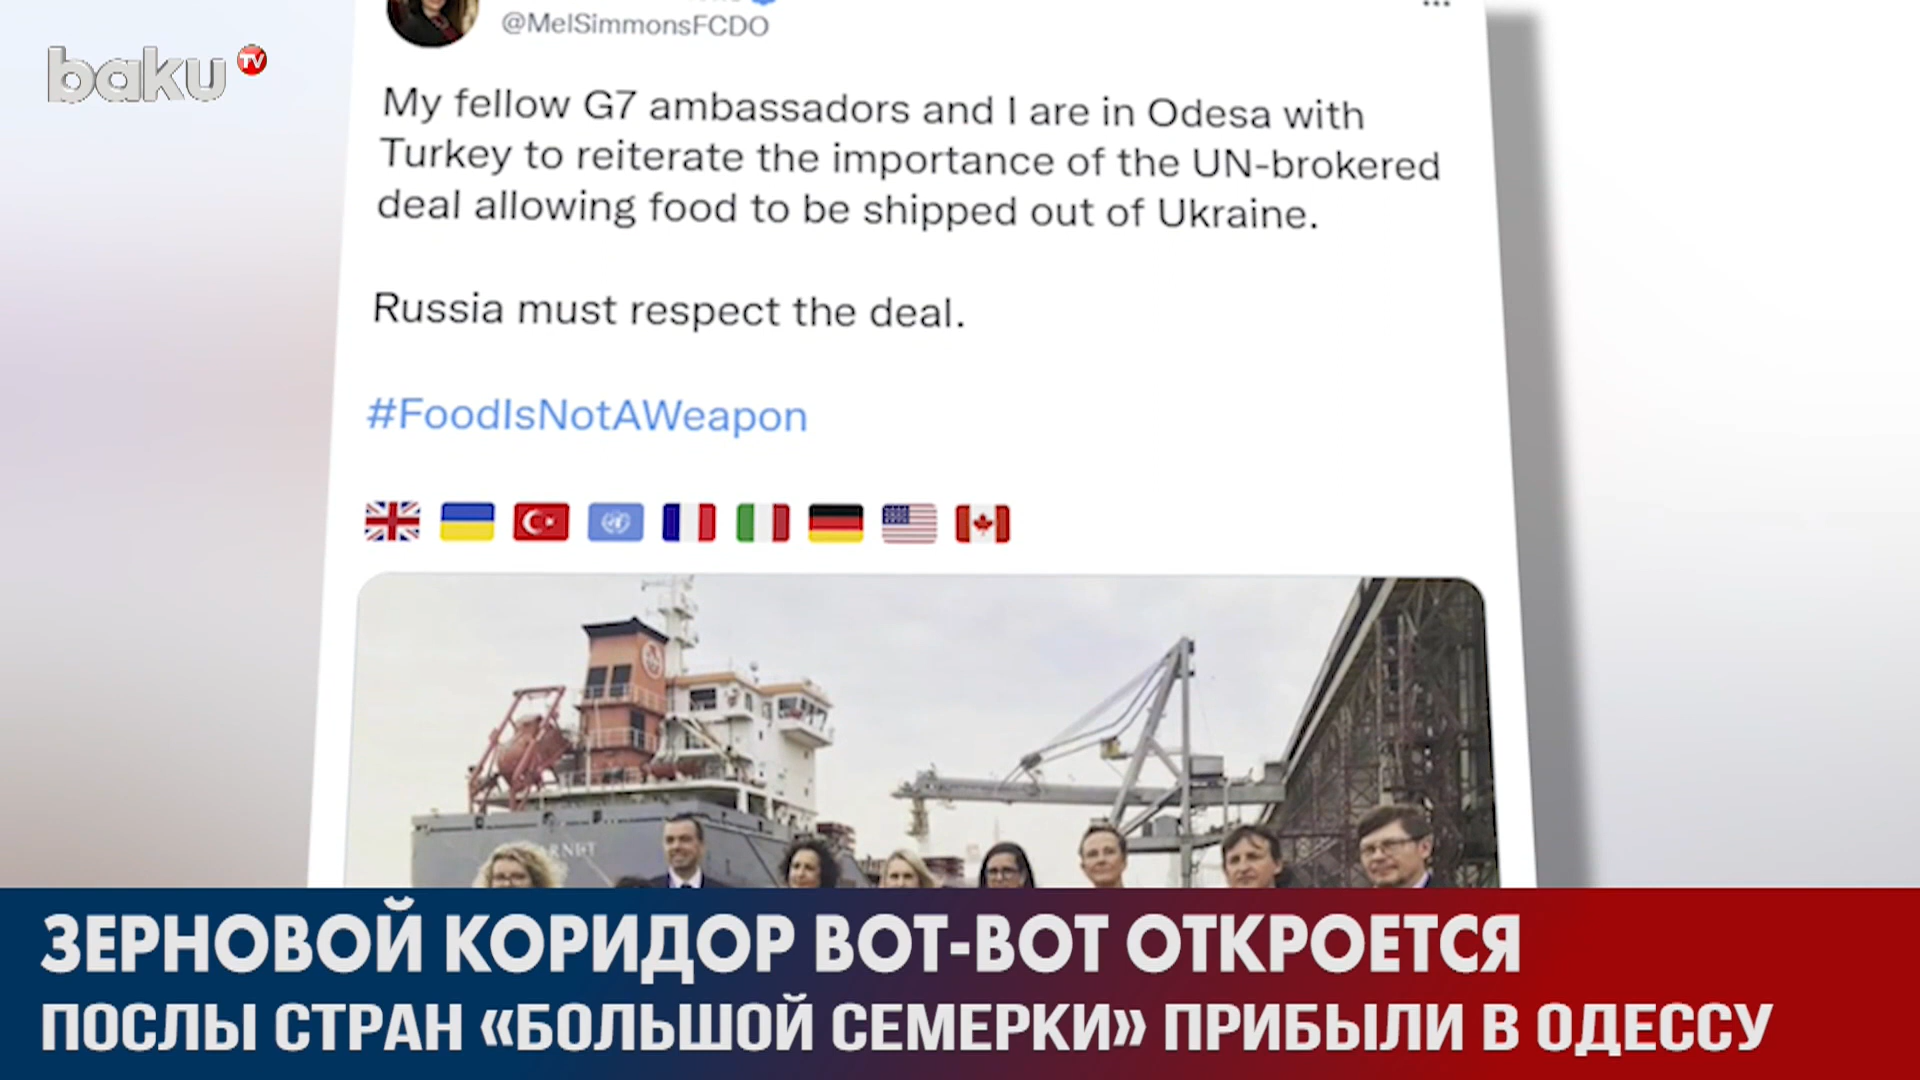 baku TV
@MelSimmonsFCDO
My fellow G7 ambassadors and I are in Odesa with
Turkey to reiterate the importance of the UN-brokered
deal allowing food to be shipped out of Ukraine.
Russia must respect the deal.
#FoodIsNotAWeapon
ЗЕРНОВОЙ КОРИДОР ВОТ-ВОТ ОТКРОЕТСЯ
ПОСЛЫ СТРАН «БОЛЬШОЙ СЕМЕРКИ» ПРИБЫЛИ В ОДЕССУ